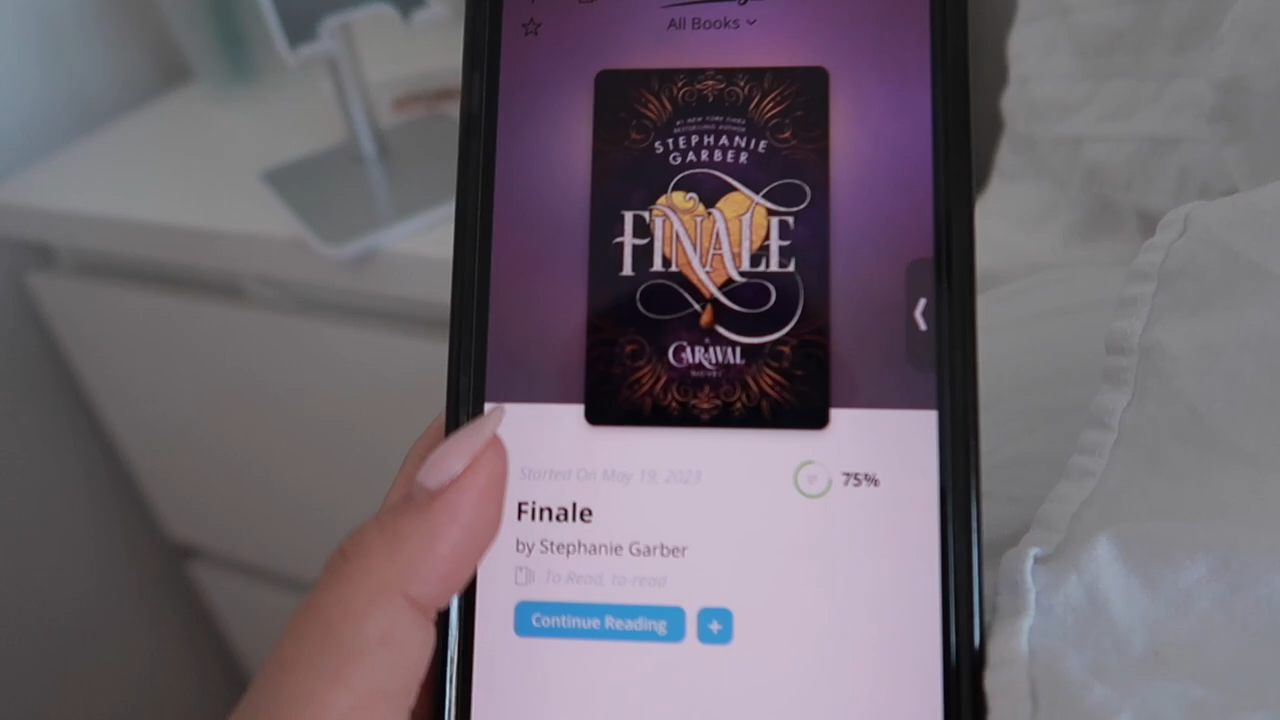 All Books
#1 NEW YORK TIMES
BESTSELLING AUTHOR
STEPHANIE
GARBER
FINALE
A
CARAVAL
NOVEL
Started On May 19, 2023
75%
Finale
by Stephanie Garber
To Read, to-read
Continue Reading
+